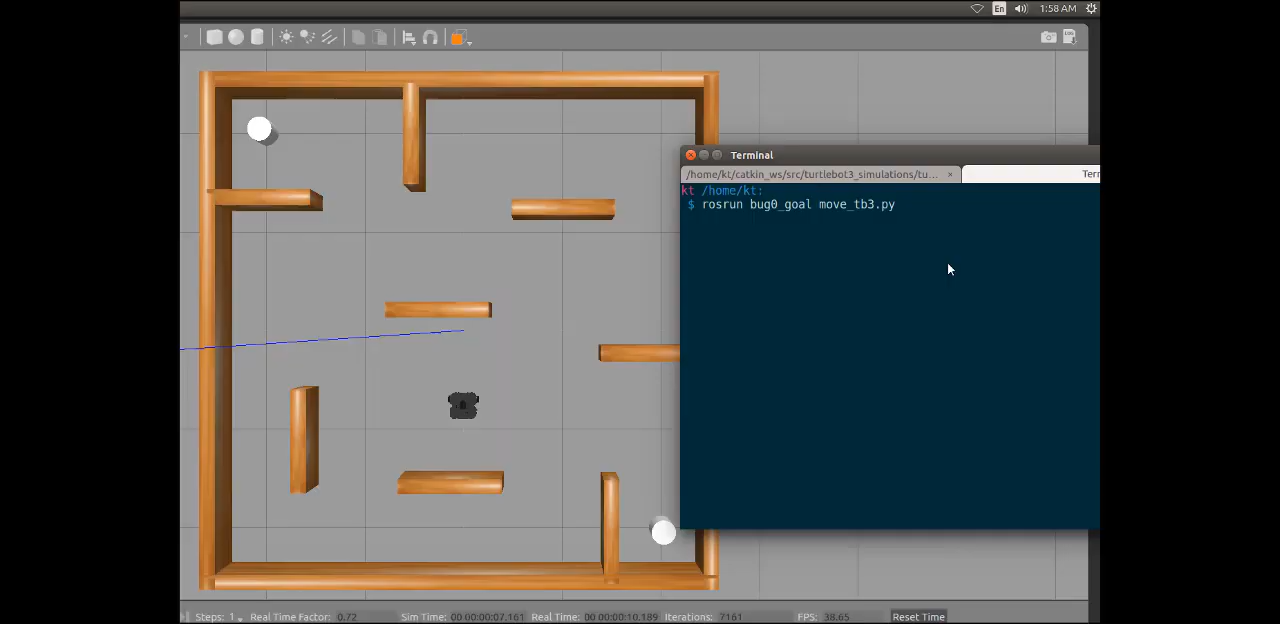 En 1:58 AM
Terminal
/home/kt/catkin_ws/src/turtlebot3_simulations/tu... × Terr
kt /home/kt:
$ rosrun bug0_goal move_tb3.py
Steps: 1 Real Time Factor: 0.72 Sim Time: 00 00:00:07.161 Real Time: 00 00:00:10.189 Iterations: 7161 FPS: 38.65 Reset Time